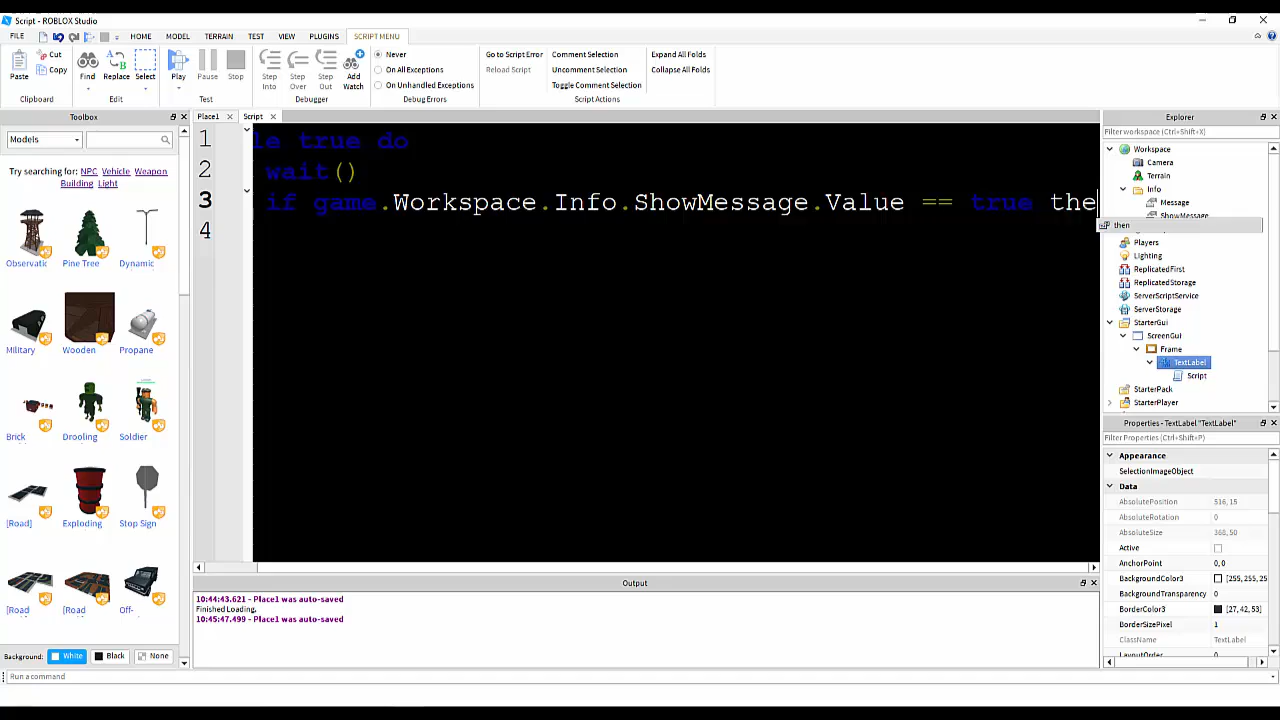 Script - ROBLOX Studio
FILE HOME MODEL TERRAIN TEST VIEW PLUGINS SCRIPT MENU
Paste Cut Copy
Clipboard
Find Replace Select
Edit
Play Pause Stop
Test
Step Into Step Over Step Out Add Watch
Debugger
Never
On All Exceptions
On Unhandled Exceptions
Debug Errors
Go to Script Error Comment Selection
Reload Script Uncomment Selection
Toggle Comment Selection
Script Actions
Expand All Folds
Collapse All Folds
Toolbox
Models
Try searching for: NPC Vehicle Weapon
Building Light
Observatic Pine Tree Dynamic
Military Wooden Propane
Brick Drooling Soldier
[Road] Exploding Stop Sign
[Road [Road Off-
Background: White Black None
Place1 Script
1 le true do
2 wait()
3 if game.Workspace.Info.ShowMessage.Value == true the
4
then
Output
10:44:43.621 - Place1 was auto-saved
Finished Loading.
10:45:47.499 - Place1 was auto-saved
Run a command
Explorer
Filter workspace (Ctrl+Shift+X)
Workspace
Camera
Terrain
Info
Message
ShowMessage
Players
Lighting
ReplicatedFirst
ReplicatedStorage
ServerScriptService
ServerStorage
StarterGui
ScreenGui
Frame
TextLabel
Script
StarterPack
StarterPlayer
Properties - TextLabel "TextLabel"
Filter Properties (Ctrl+Shift+P)
Appearance
SelectionImageObject
Data
AbsolutePosition 516, 15
AbsoluteRotation 0
AbsoluteSize 368, 50
Active
AnchorPoint 0, 0
BackgroundColor3 [255, 255, 25
BackgroundTransparency 0
BorderColor3 [27, 42, 53]
BorderSizePixel 1
ClassName TextLabel
LayoutOrder 0